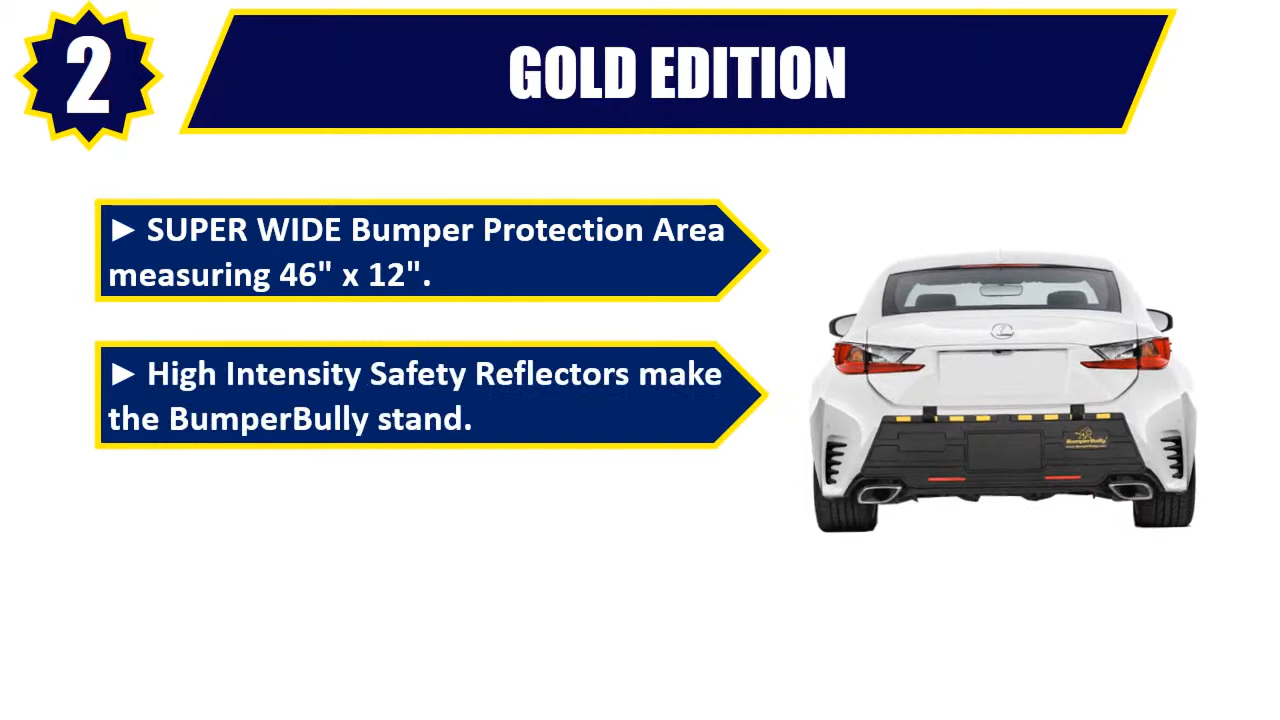 2
GOLD EDITION
► SUPER WIDE Bumper Protection Area
measuring 46" x 12".
► High Intensity Safety Reflectors make
the BumperBully stand.
BumperBully